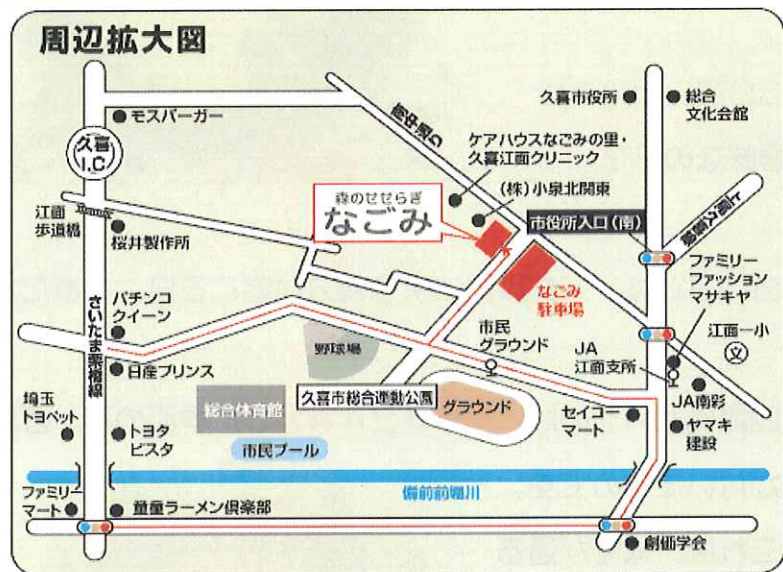 周辺拡大図
モスバーガー
久喜
I.C
江面
歩道橋
桜井製作所
さいたま栗橋線
パチンコ
クイーン
日産プリンス
埼玉
トヨペット
トヨタ
ビスタ
ファミリー
マート
童童ラーメン倶楽部
ケアハウスなごみの里・
久喜江面クリニック
(株)小泉北関東
森のせせらぎ
なごみ
なごみ
駐車場
野球場
久喜市総合運動公園
総合体育館
市民プール
市民
グラウンド
グラウンド
備前前堀川
久喜市役所
総合
文化会館
市役所入口(南)
上尾久喜線
ファミリー
ファッション
マサキヤ
江面一小
文
JA
江面支所
JA南彩
セイコー
マート
ヤマキ
建設
創価学会